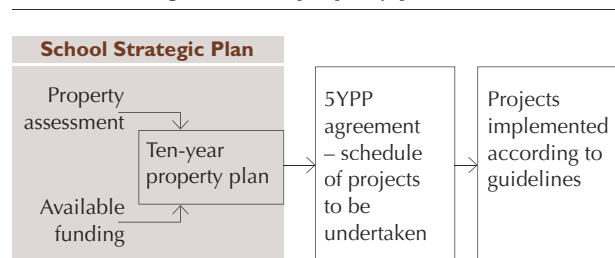 School Strategic Plan
Property
assessment
Ten-year
property plan
Available
funding
5YPP
agreement
– schedule
of projects
to be
undertaken
Projects
implemented
according to
guidelines